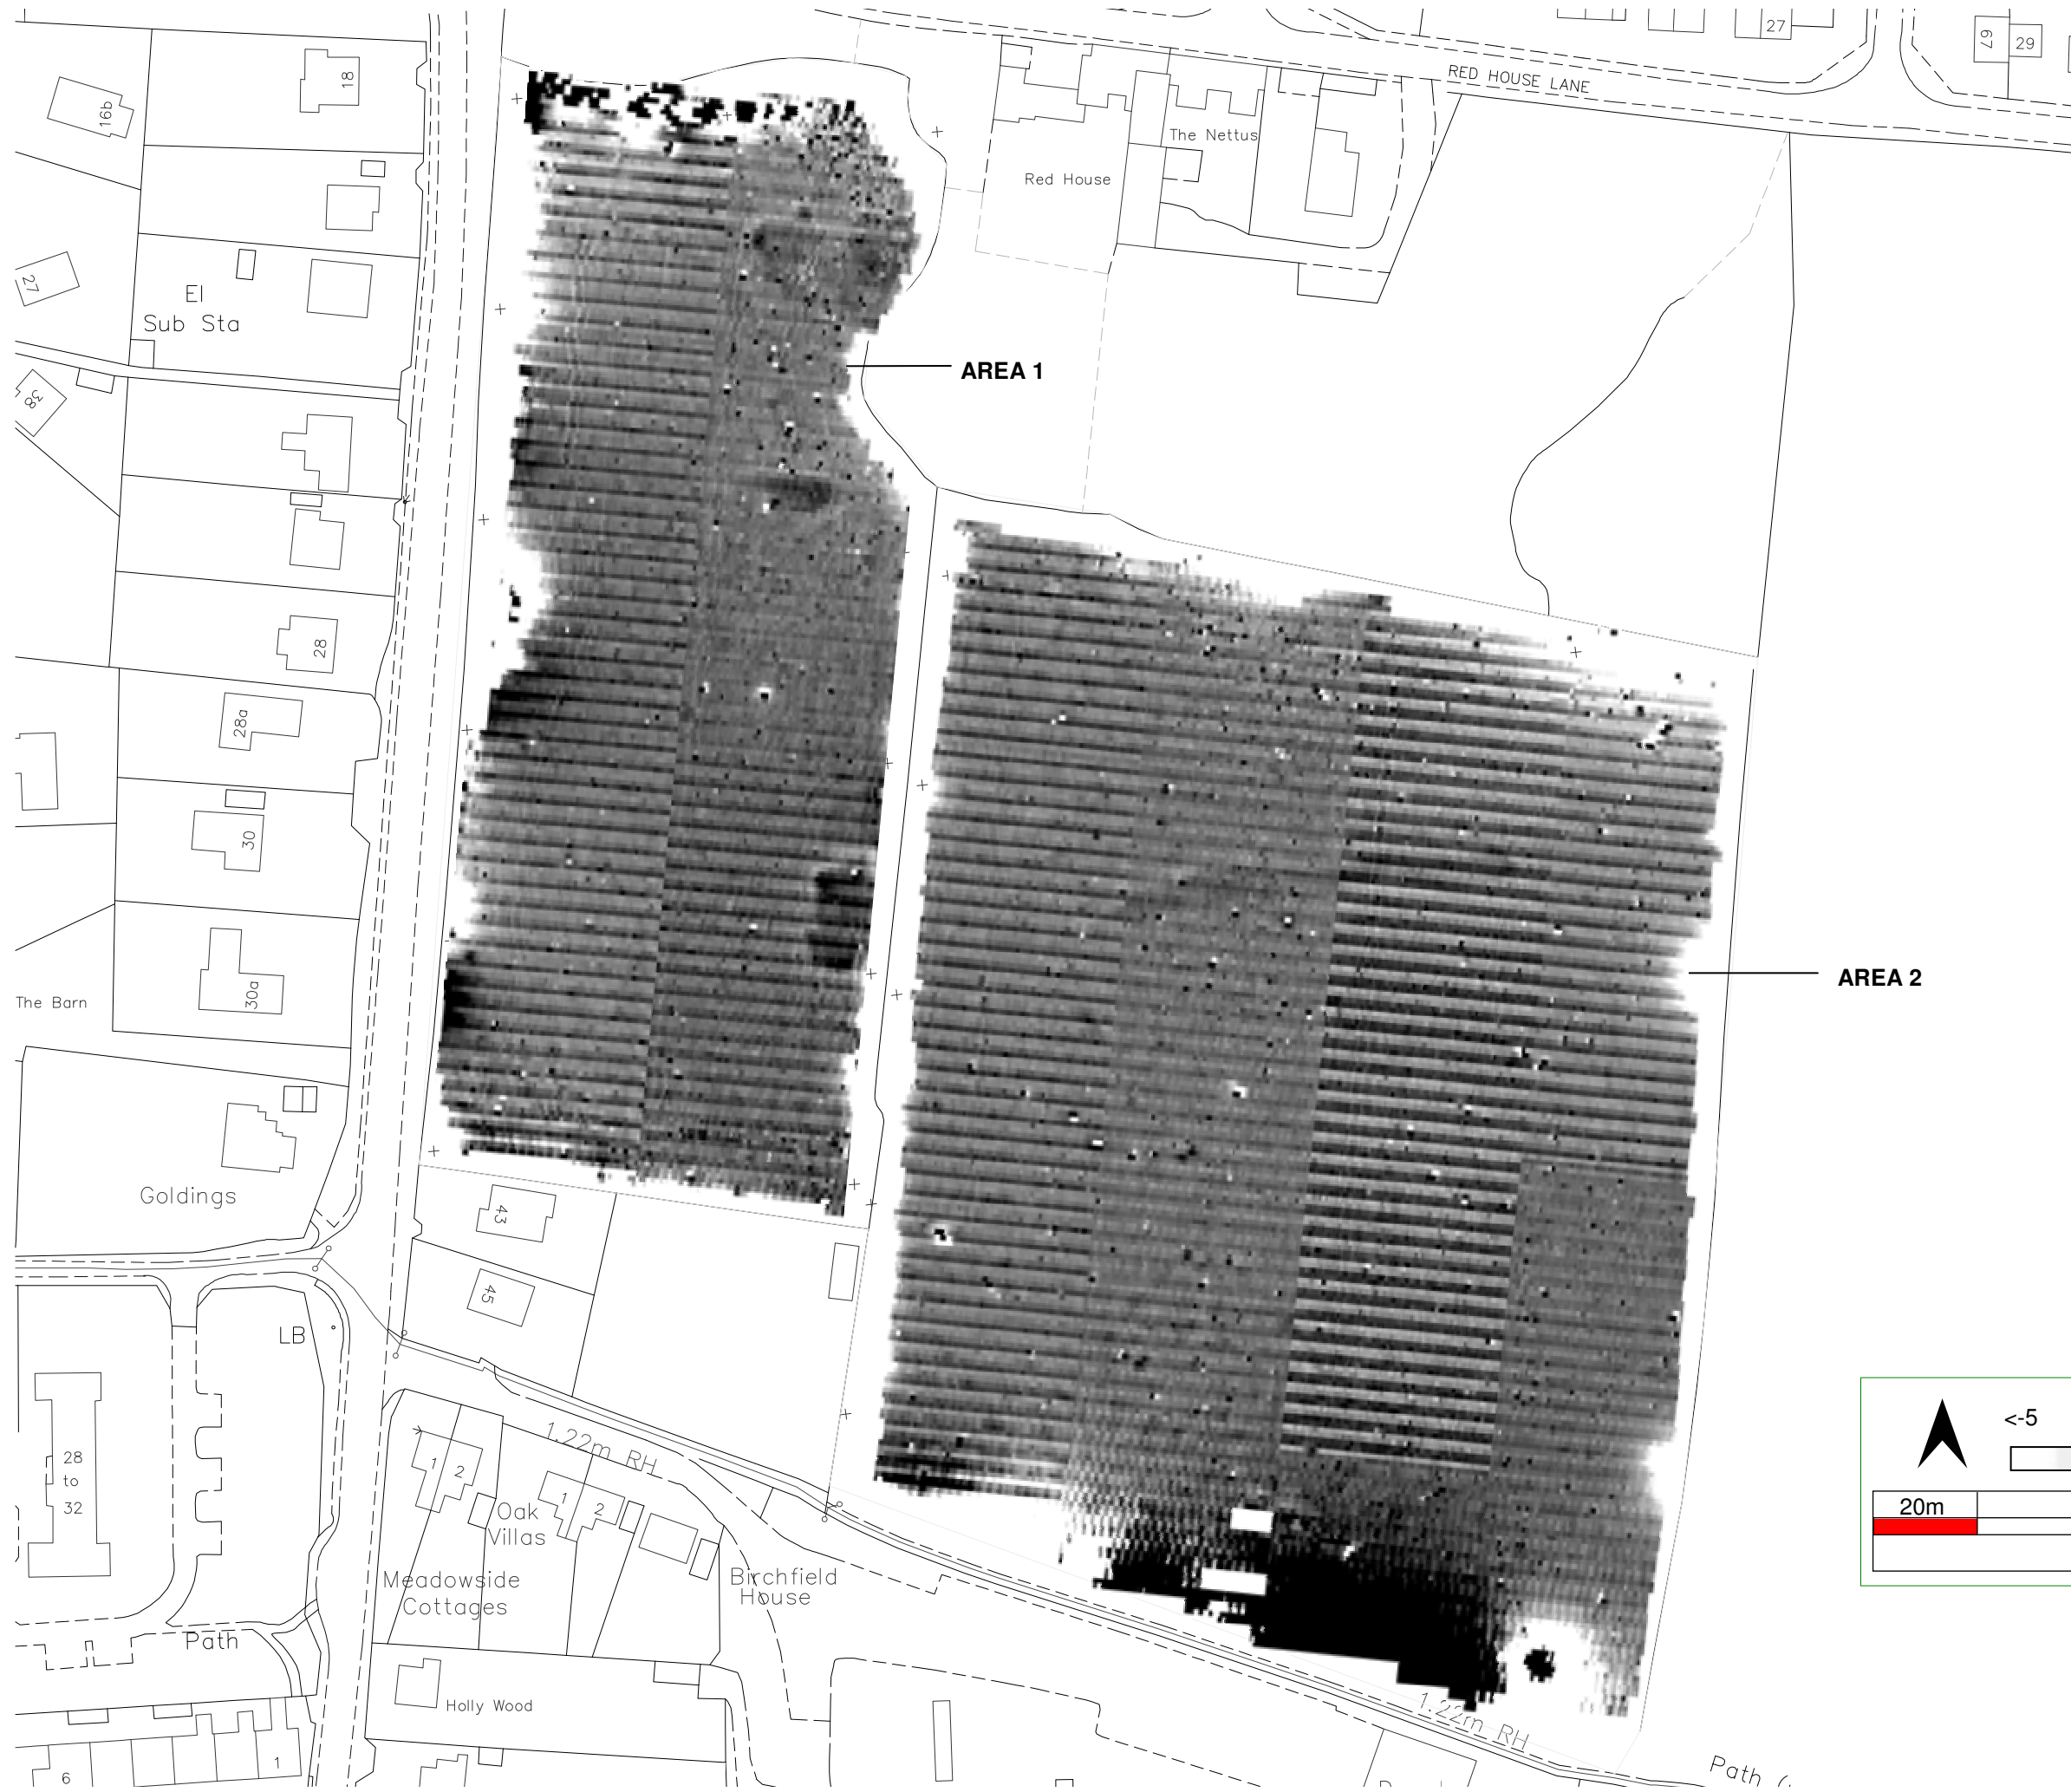 27
67
29
RED HOUSE LANE
18
16b
The Nettus
Red House
27
El
Sub Sta
AREA 1
38
28
28a
30
AREA 2
30a
The Barn
Goldings
43
45
LB
<-5
1.22m RH
28
to
32
1
2
1
2
Oak
Villas
20m
Meadowside
Cottages
Birchfield
House
Path
Holly Wood
1.22m RH
Path (
1
6